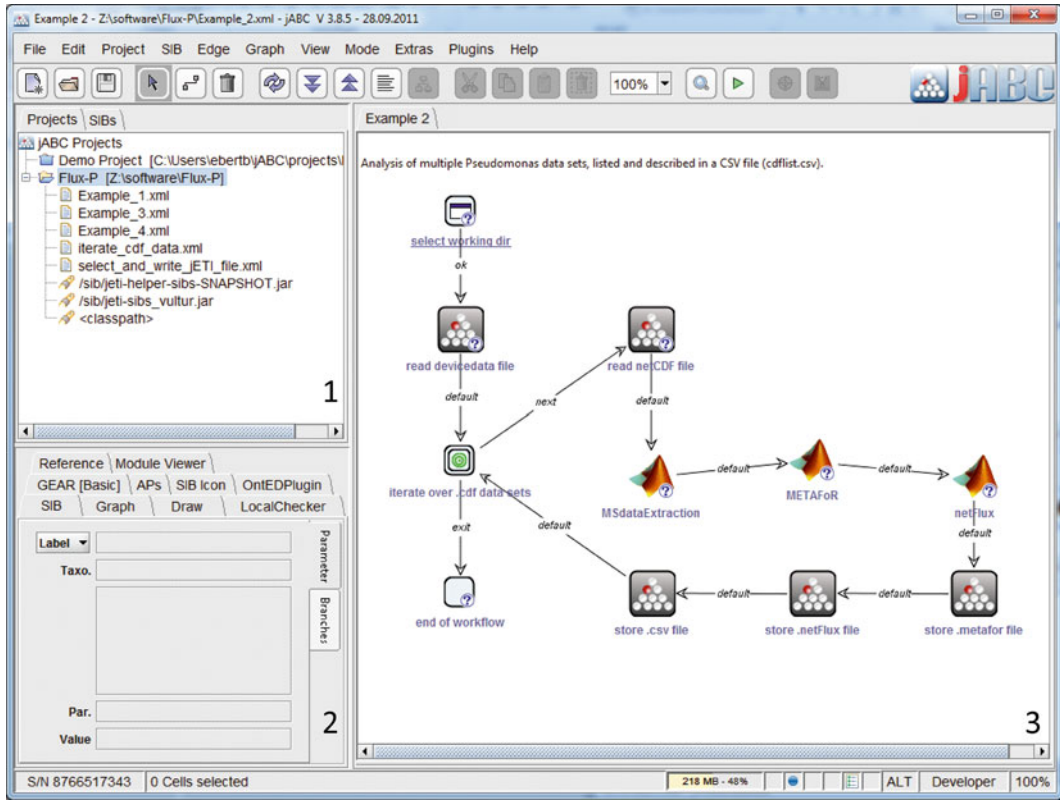 Example 2 - Z:\software\Flux-P\Example_2.xml - jABC V 3.8.5 - 28.09.2011
File Edit Project SIB Edge Graph View Mode Extras Plugins Help
100%
jABC
Projects SIBs
jABC Projects
Demo Project [C:\Users\ebertb\jABC\projects\
Flux-P [Z:\software\Flux-P]
Example_1.xml
Example_3.xml
Example_4.xml
iterate_cdf_data.xml
select_and_write_jETI_file.xml
/sib/jeti-helper-sibs-SNAPSHOT.jar
/sib/jeti-sibs_vultur.jar
<classpath>
1
Reference Module Viewer
GEAR [Basic] APs SIB Icon OntEDPlugin
SIB Graph Draw LocalChecker
Label
Taxo.
Par.
Value
Parameter
Branches
2
Example 2
Analysis of multiple Pseudomonas data sets, listed and described in a CSV file (cdflist.csv).
select working dir
ok
read devicedata file
read netCDF file
default
next
default
iterate over .cdf data sets
MSdataExtraction
default
METAFoR
default
netFlux
exit
default
default
end of workflow
store .csv file
default
store .netFlux file
default
store .metafor file
3
S/N 8766517343 0 Cells selected
218 MB - 48%
ALT Developer 100%